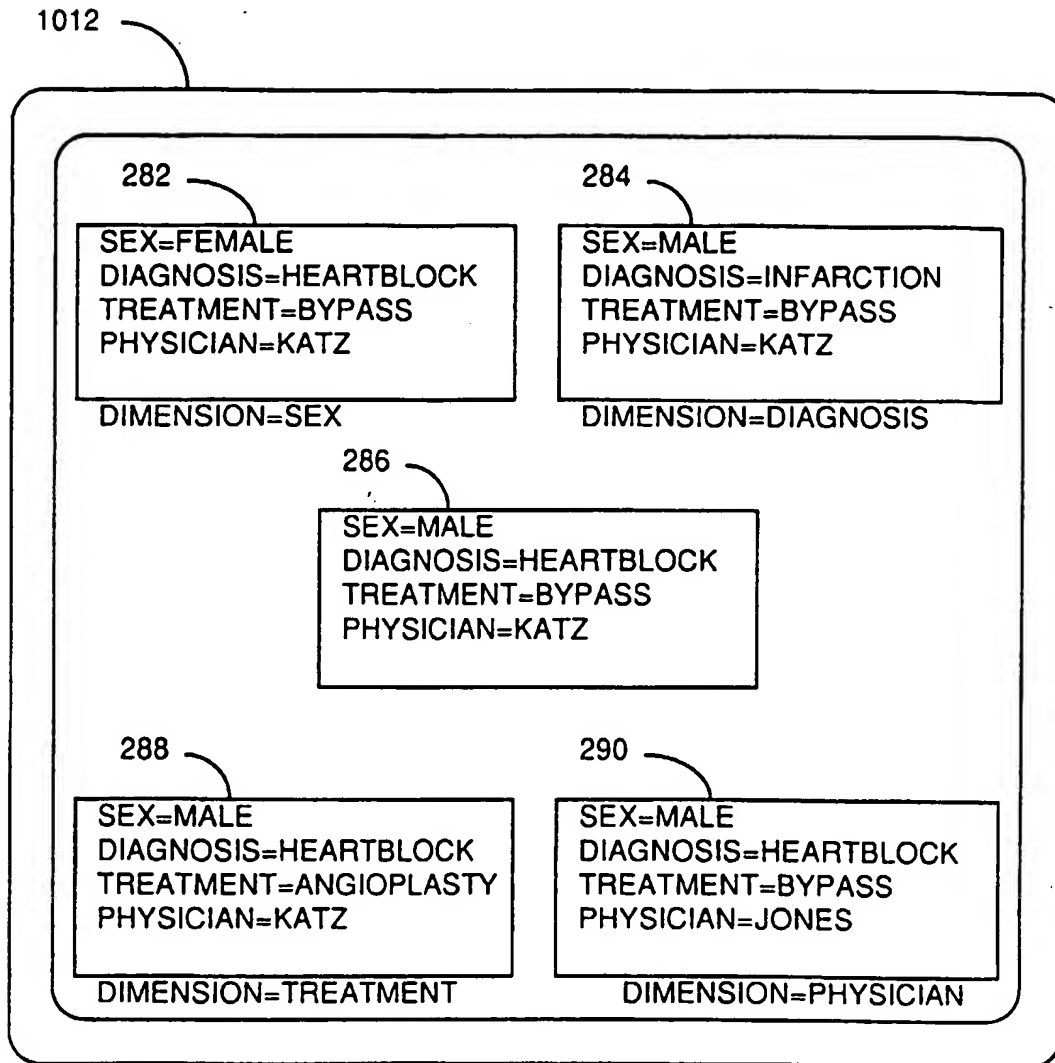 1012
282
SEX=FEMALE
DIAGNOSIS=HEARTBLOCK
TREATMENT=BYPASS
PHYSICIAN=KATZ
DIMENSION=SEX
284
SEX=MALE
DIAGNOSIS=INFARCTION
TREATMENT=BYPASS
PHYSICIAN=KATZ
DIMENSION=DIAGNOSIS
286
SEX=MALE
DIAGNOSIS=HEARTBLOCK
TREATMENT=BYPASS
PHYSICIAN=KATZ
288
SEX=MALE
DIAGNOSIS=HEARTBLOCK
TREATMENT=ANGIOPLASTY
PHYSICIAN=KATZ
DIMENSION=TREATMENT
290
SEX=MALE
DIAGNOSIS=HEARTBLOCK
TREATMENT=BYPASS
PHYSICIAN=JONES
DIMENSION=PHYSICIAN